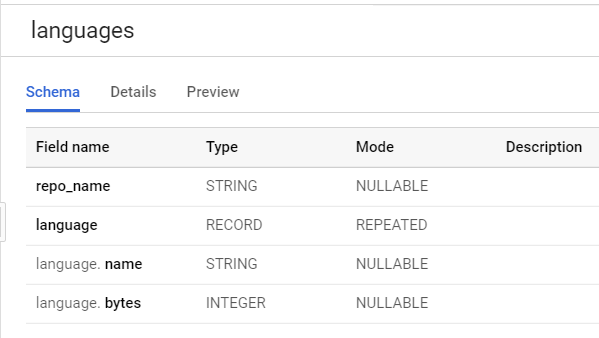 languages
Schema Details Preview
Field name Type Mode Description
repo_name STRING NULLABLE
language RECORD REPEATED
language. name STRING NULLABLE
language. bytes INTEGER NULLABLE